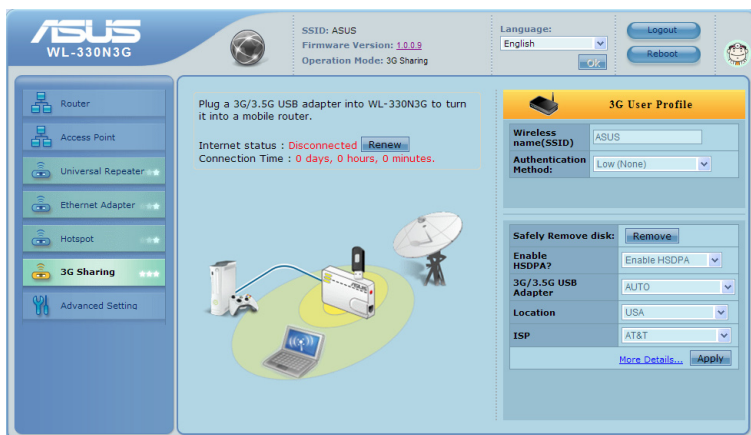 ASUS
WL-330N3G
SSID: ASUS
Firmware Version: 1.0.0.9
Operation Mode: 3G Sharing
Language:
English
Ok
Logout
Reboot
Router
Access Point
Universal Repeater
Ethernet Adapter
Hotspot
3G Sharing
Advanced Setting
Plug a 3G/3.5G USB adapter into WL-330N3G to turn
it into a mobile router.
Internet status : Disconnected Renew
Connection Time : 0 days, 0 hours, 0 minutes.
ASUS
3G User Profile
Wireless
name(SSID) ASUS
Authentication
Method: Low (None)
Safely Remove disk: Remove
Enable
HSDPA? Enable HSDPA
3G/3.5G USB
Adapter AUTO
Location USA
ISP AT&T
More Details... Apply